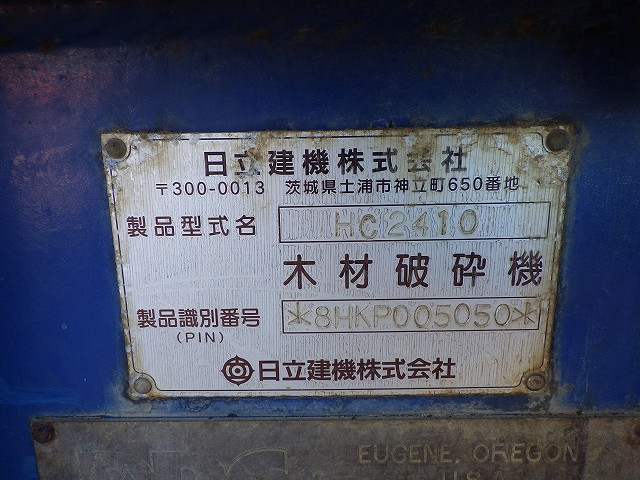 日立建機株式会社
〒300-0013 茨城県土浦市神立町650番地
製品型式名 HC2410
木材破砕機
製品識別番号 *8HKP005050*
(PIN)
日立建機株式会社
EUGENE, OREGON
U.S.A.